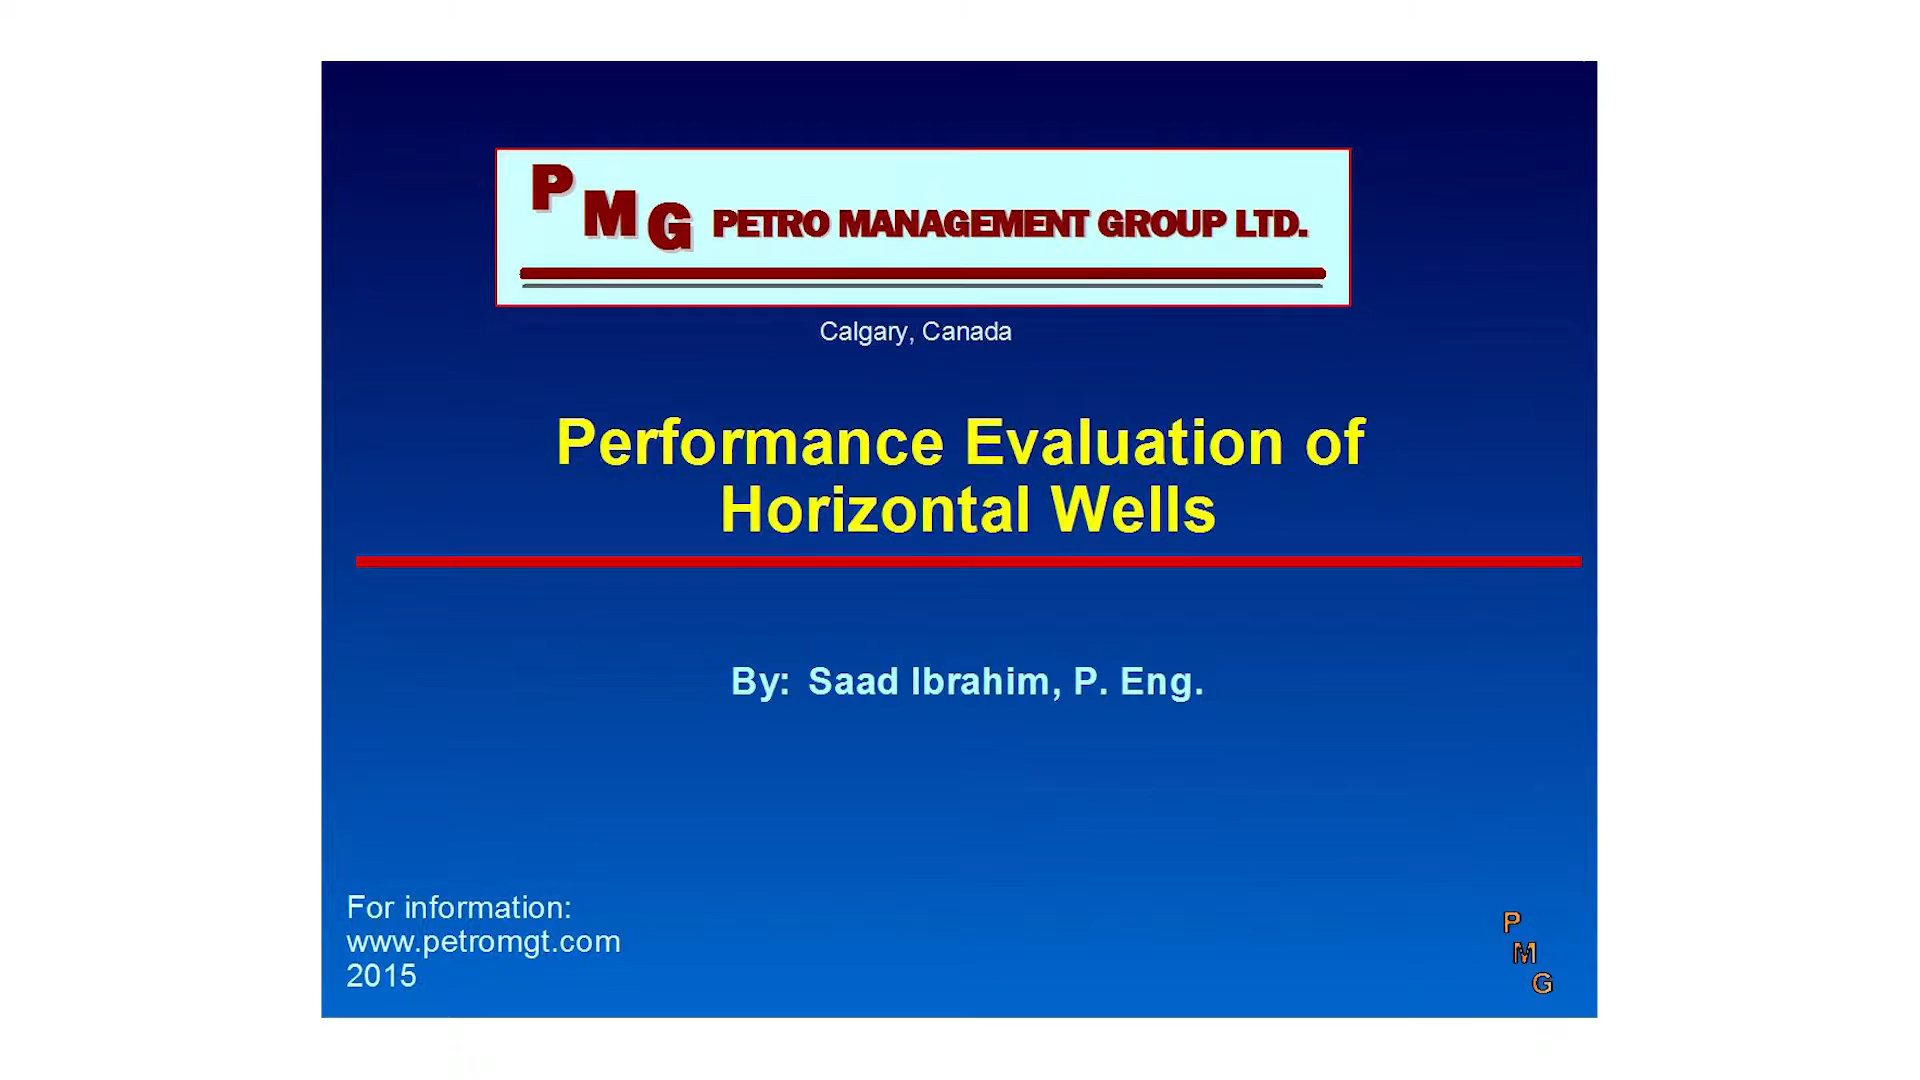 P M G PETRO MANAGEMENT GROUP LTD.
Calgary, Canada
Performance Evaluation of
Horizontal Wells
By: Saad Ibrahim, P. Eng.
For information:
www.petromgt.com
2015
P
M
G